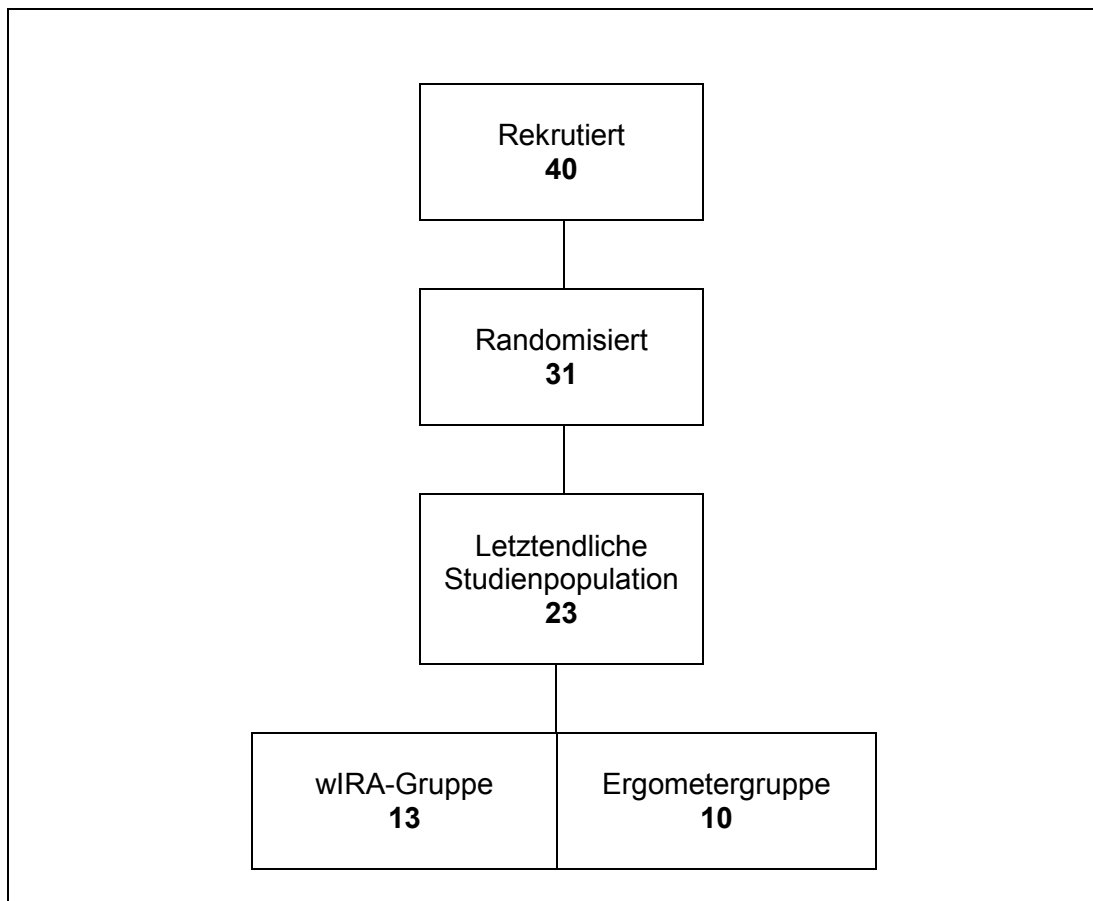 Rekrutiert
40
Randomisiert
31
Letztendliche
Studienpopulation
23
wIRA-Gruppe
13
Ergometergruppe
10